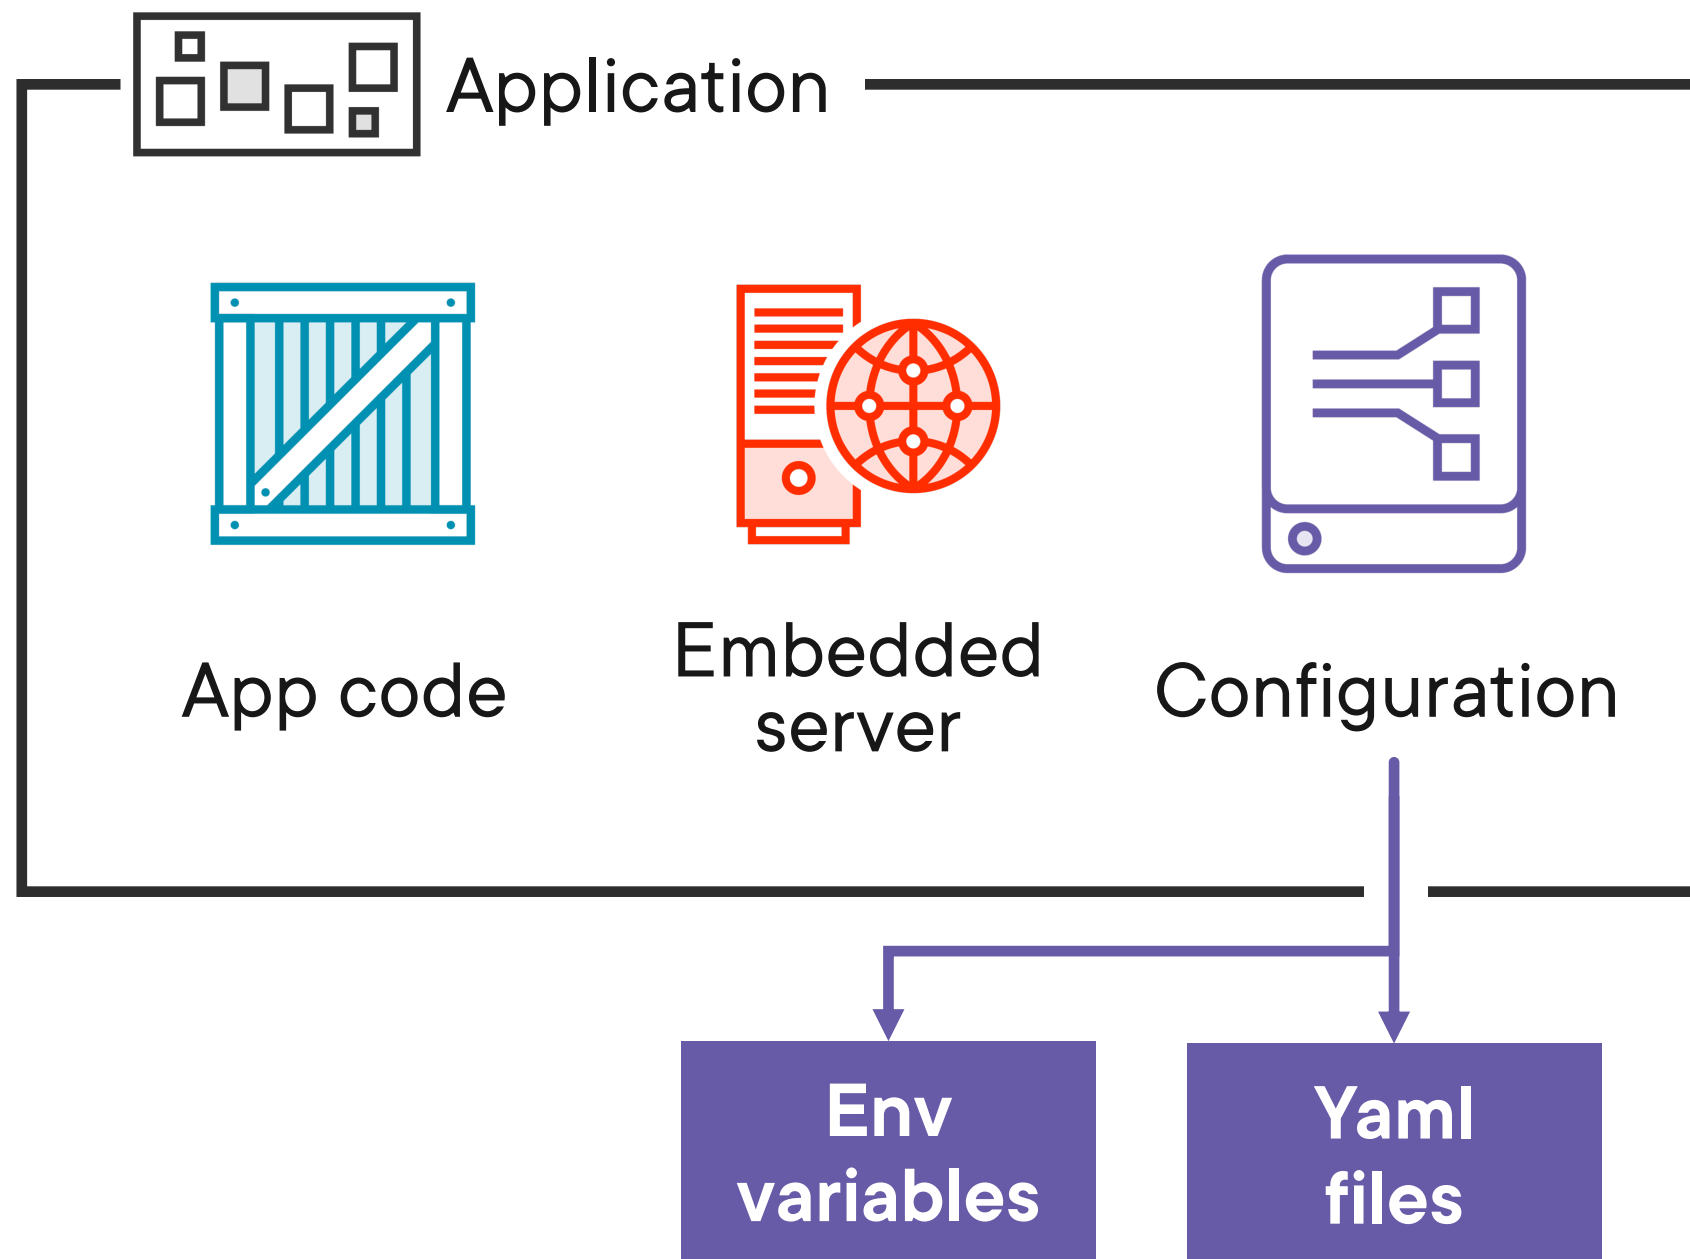 Application
App code
Embedded
server
Configuration
Env
variables
Yaml
files